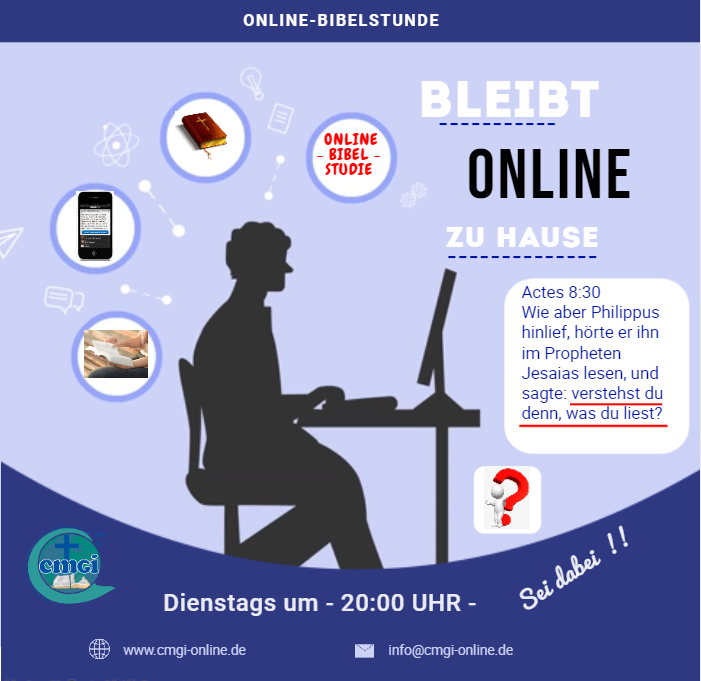 ONLINE-BIBELSTUNDE
BLEIBT
ONLINE
ZU HAUSE
ONLINE
- BIBEL -
STUDIE
Actes 8:30
Wie aber Philippus
hinlief, hörte er ihn
im Propheten
Jesaias lesen, und
sagte: verstehst du
denn, was du liest?
?
cmgi
Sei dabei !!
Dienstags um - 20:00 UHR -
www.cmgi-online.de
info@cmgi-online.de